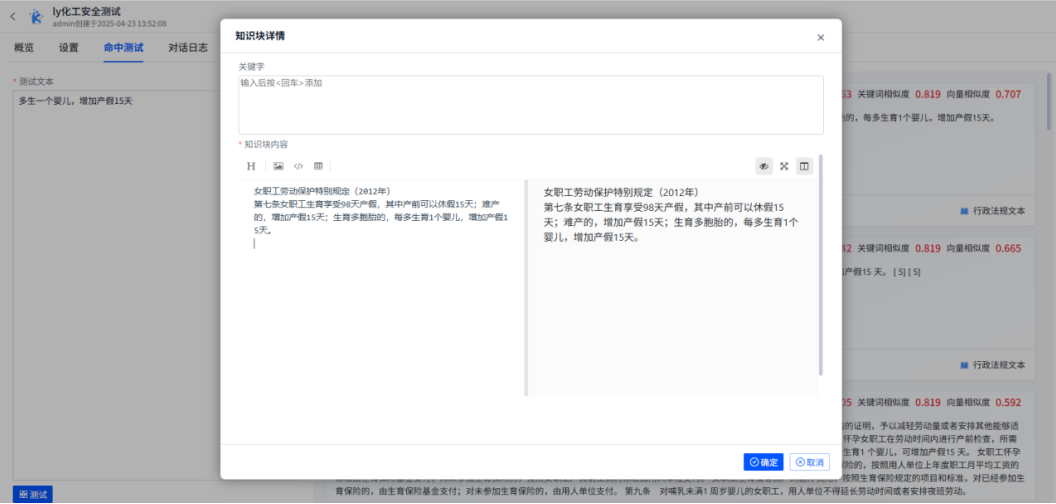 ly化工安全测试
admin创建于2025-04-23 13:52:08
概览 设置 命中测试 对话日志
* 测试文本
多生一个婴儿，增加产假15天
测试
知识块详情
关键字
输入后按<回车>添加
* 知识块内容
H
女职工劳动保护特别规定（2012年）
第七条女职工生育享受98天产假，其中产前可以休假15天；难产
的，增加产假15天；生育多胞胎的，每多生育1个婴儿，增加产假1
5天。
女职工劳动保护特别规定（2012年）
第七条女职工生育享受98天产假，其中产前可以休假15
天；难产的，增加产假15天；生育多胞胎的，每多生育1个
婴儿，增加产假15天。
确定 取消
53 关键词相似度 0.819 向量相似度 0.707
胎的，每多生育1个婴儿，增加产假15天。
行政法规文本
42 关键词相似度 0.819 向量相似度 0.665
产假15 天。 [ 5] [ 5]
行政法规文本
05 关键词相似度 0.819 向量相似度 0.592
的证明，予以减轻劳动量或者安排其他能够适
怀孕女职工在劳动时间内进行产前检查，所需
生育1 个婴儿，可增加产假15 天。 女职工怀孕
险的，按照用人单位上年度职工月平均工资的
按照生育保险规定的项目和标准，对已经参加生
育保险的，由生育保险基金支付；对未参加生育保险的，由用人单位支付。 第九条 对哺乳未满1 周岁婴儿的女职工，用人单位不得延长劳动时间或者安排夜班劳动。